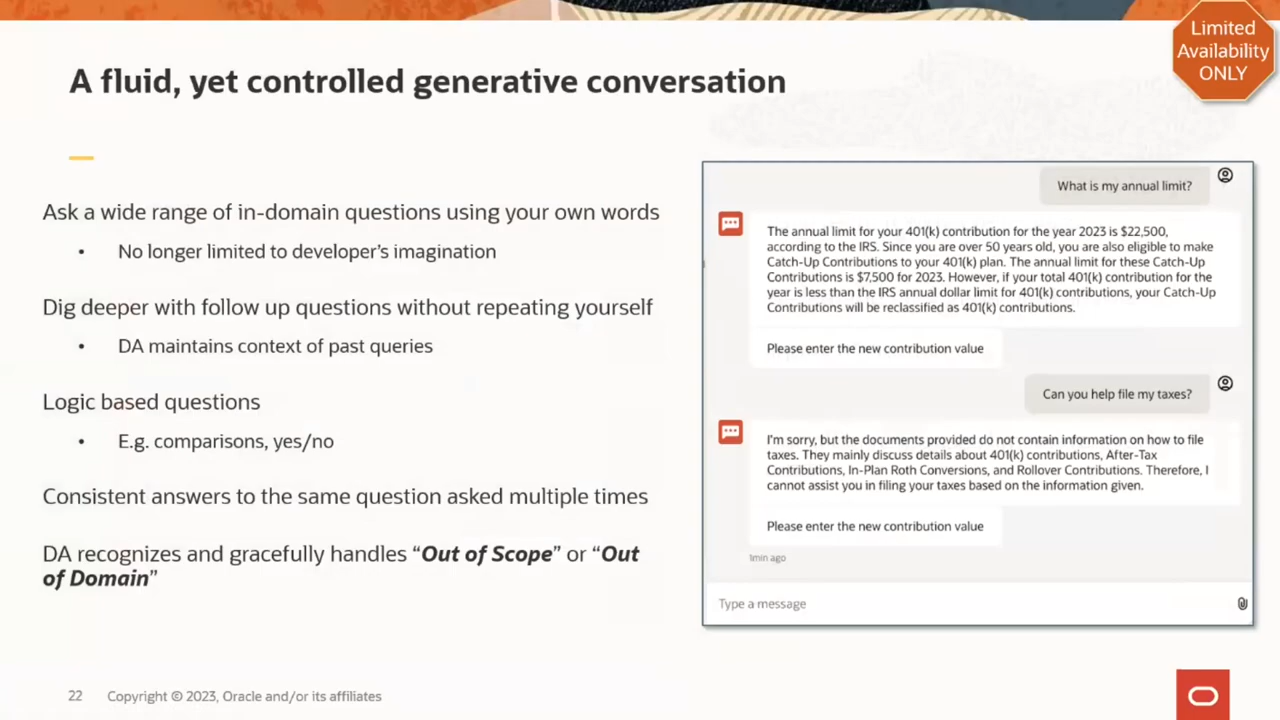 Limited
Availability
ONLY
A fluid, yet controlled generative conversation
Ask a wide range of in-domain questions using your own words
• No longer limited to developer’s imagination
Dig deeper with follow up questions without repeating yourself
• DA maintains context of past queries
Logic based questions
• E.g. comparisons, yes/no
Consistent answers to the same question asked multiple times
DA recognizes and gracefully handles “Out of Scope” or “Out
of Domain”
What is my annual limit?
The annual limit for your 401(k) contribution for the year 2023 is $22,500,
according to the IRS. Since you are over 50 years old, you are also eligible to make
Catch-Up Contributions to your 401(k) plan. The annual limit for these Catch-Up
Contributions is $7,500 for 2023. However, if your total 401(k) contribution for the
year is less than the IRS annual dollar limit for 401(k) contributions, your Catch-Up
Contributions will be reclassified as 401(k) contributions.
Please enter the new contribution value
Can you help file my taxes?
I'm sorry, but the documents provided do not contain information on how to file
taxes. They mainly discuss details about 401(k) contributions, After-Tax
Contributions, In-Plan Roth Conversions, and Rollover Contributions. Therefore, I
cannot assist you in filing your taxes based on the information given.
Please enter the new contribution value
1min ago
Type a message
22 Copyright © 2023, Oracle and/or its affiliates